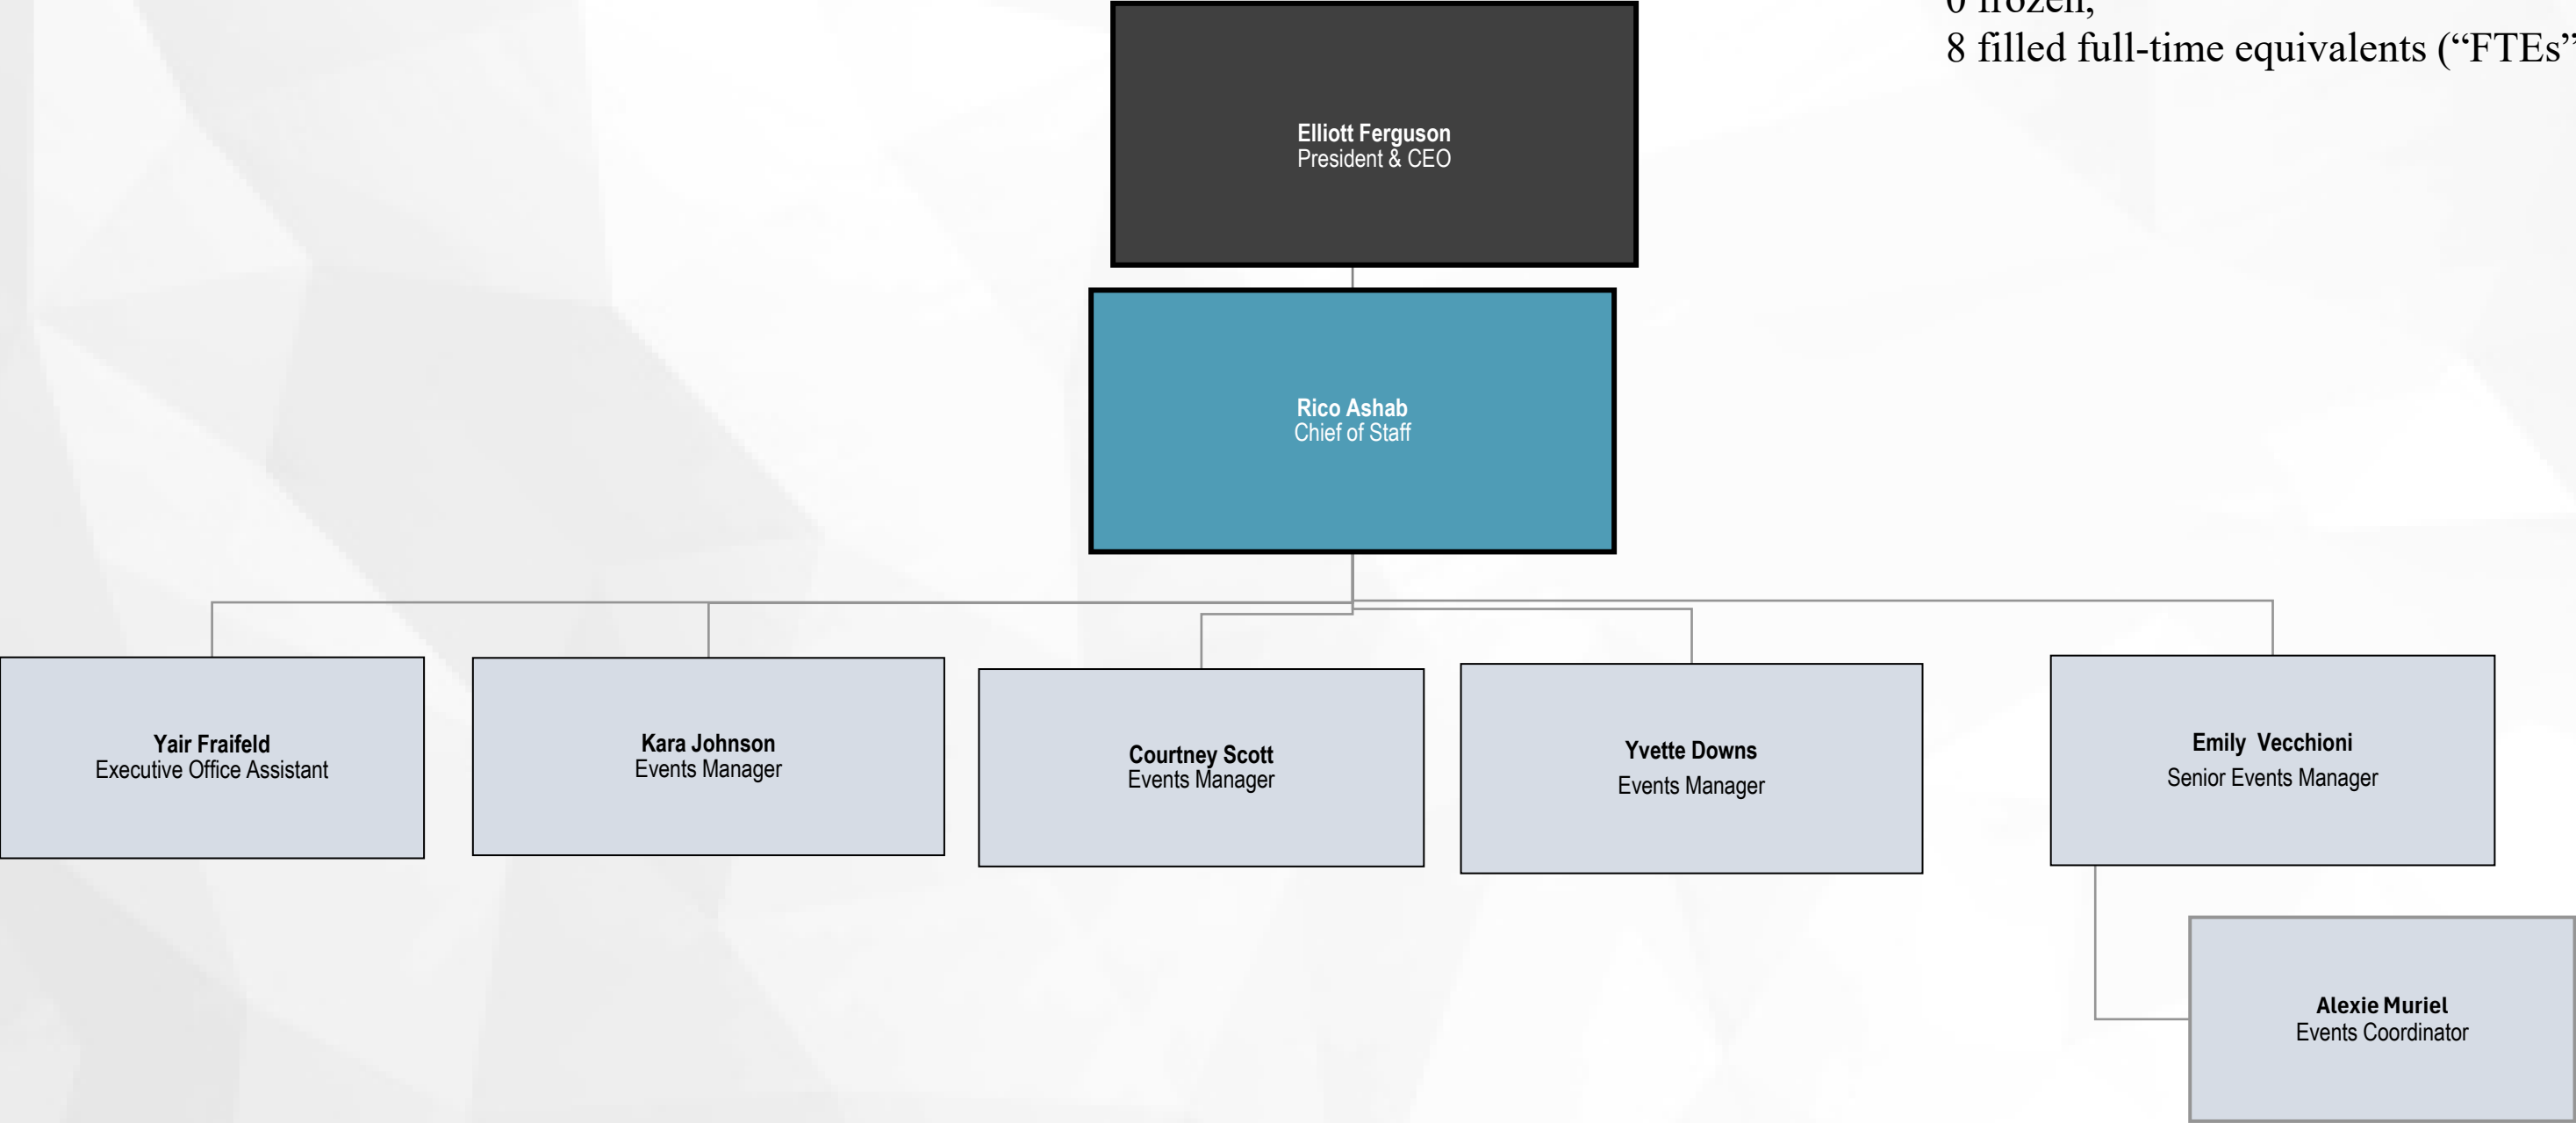 0 frozen,
8 filled full-time equivalents (“FTEs”
Elliott Ferguson
President & CEO
Rico Ashab
Chief of Staff
Yair Fraifeld
Executive Office Assistant
Kara Johnson
Events Manager
Courtney Scott
Events Manager
Yvette Downs
Events Manager
Emily  Vecchioni
Senior Events Manager
Alexie Muriel
Events Coordinator